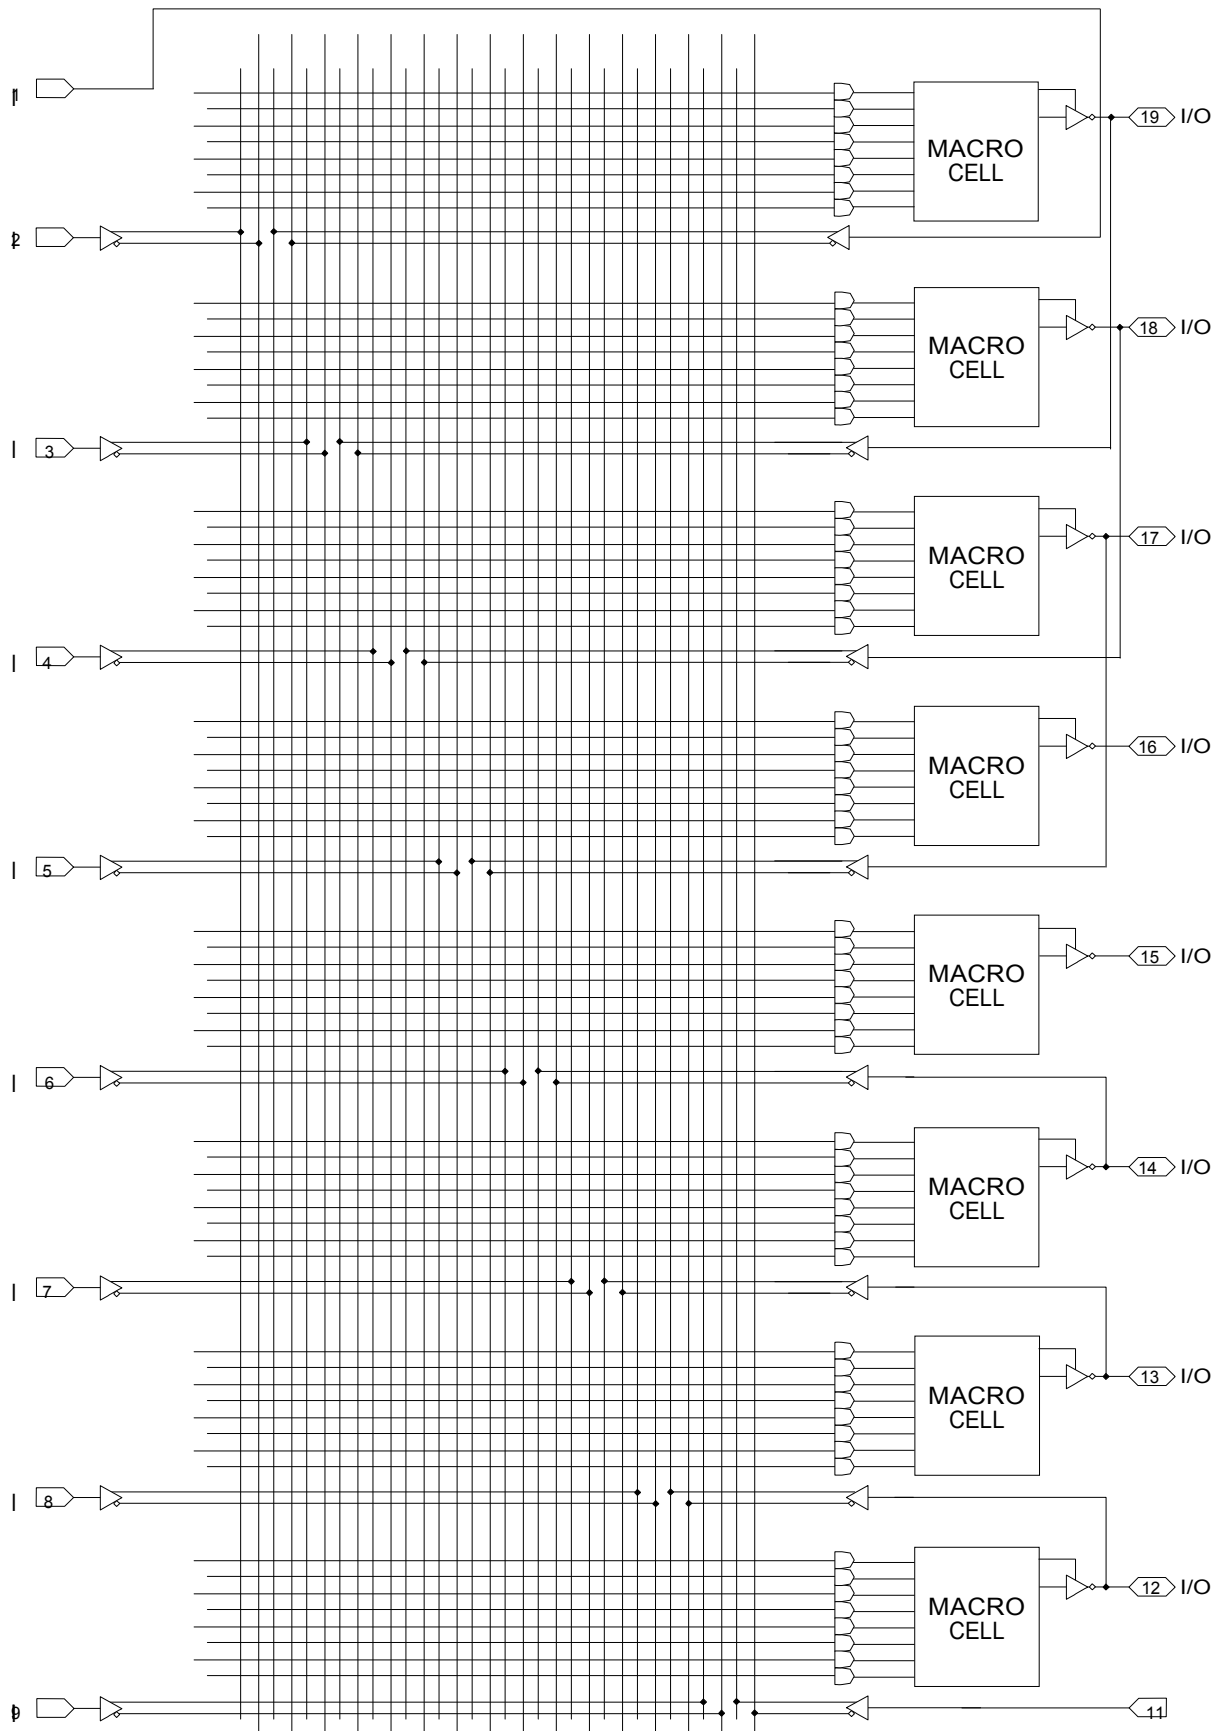 I 1
MACRO
CELL
19 I/O
I 2
MACRO
CELL
18 I/O
I 3
MACRO
CELL
17 I/O
I 4
MACRO
CELL
16 I/O
I 5
MACRO
CELL
15 I/O
I 6
MACRO
CELL
14 I/O
I 7
MACRO
CELL
13 I/O
I 8
MACRO
CELL
12 I/O
I 9
11